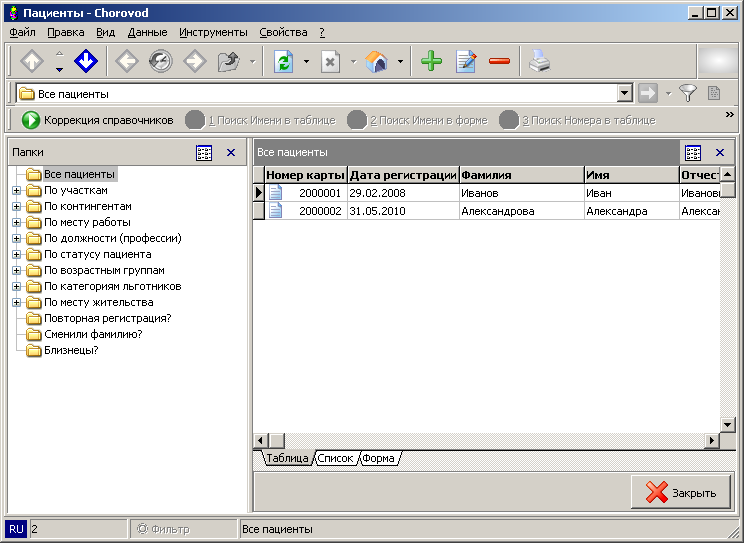 Пациенты - Chorovod
Файл Правка Вид Данные Инструменты Свойства ?
Все пациенты
Коррекция справочников 1 Поиск Имени в таблице 2 Поиск Имени в форме 3 Поиск Номера в таблице »
Папки
Все пациенты
По участкам
По контингентам
По месту работы
По должности (профессии)
По статусу пациента
По возрастным группам
По категориям льготников
По месту жительства
Повторная регистрация?
Сменили фамилию?
Близнецы?
Все пациенты
Номер карты Дата регистрации Фамилия Имя Отчест
2000001 29.02.2008 Иванов Иван Иванови
2000002 31.05.2010 Александрова Александра Алексан
Таблица Список Форма
Закрыть
RU 2 Фильтр Все пациенты